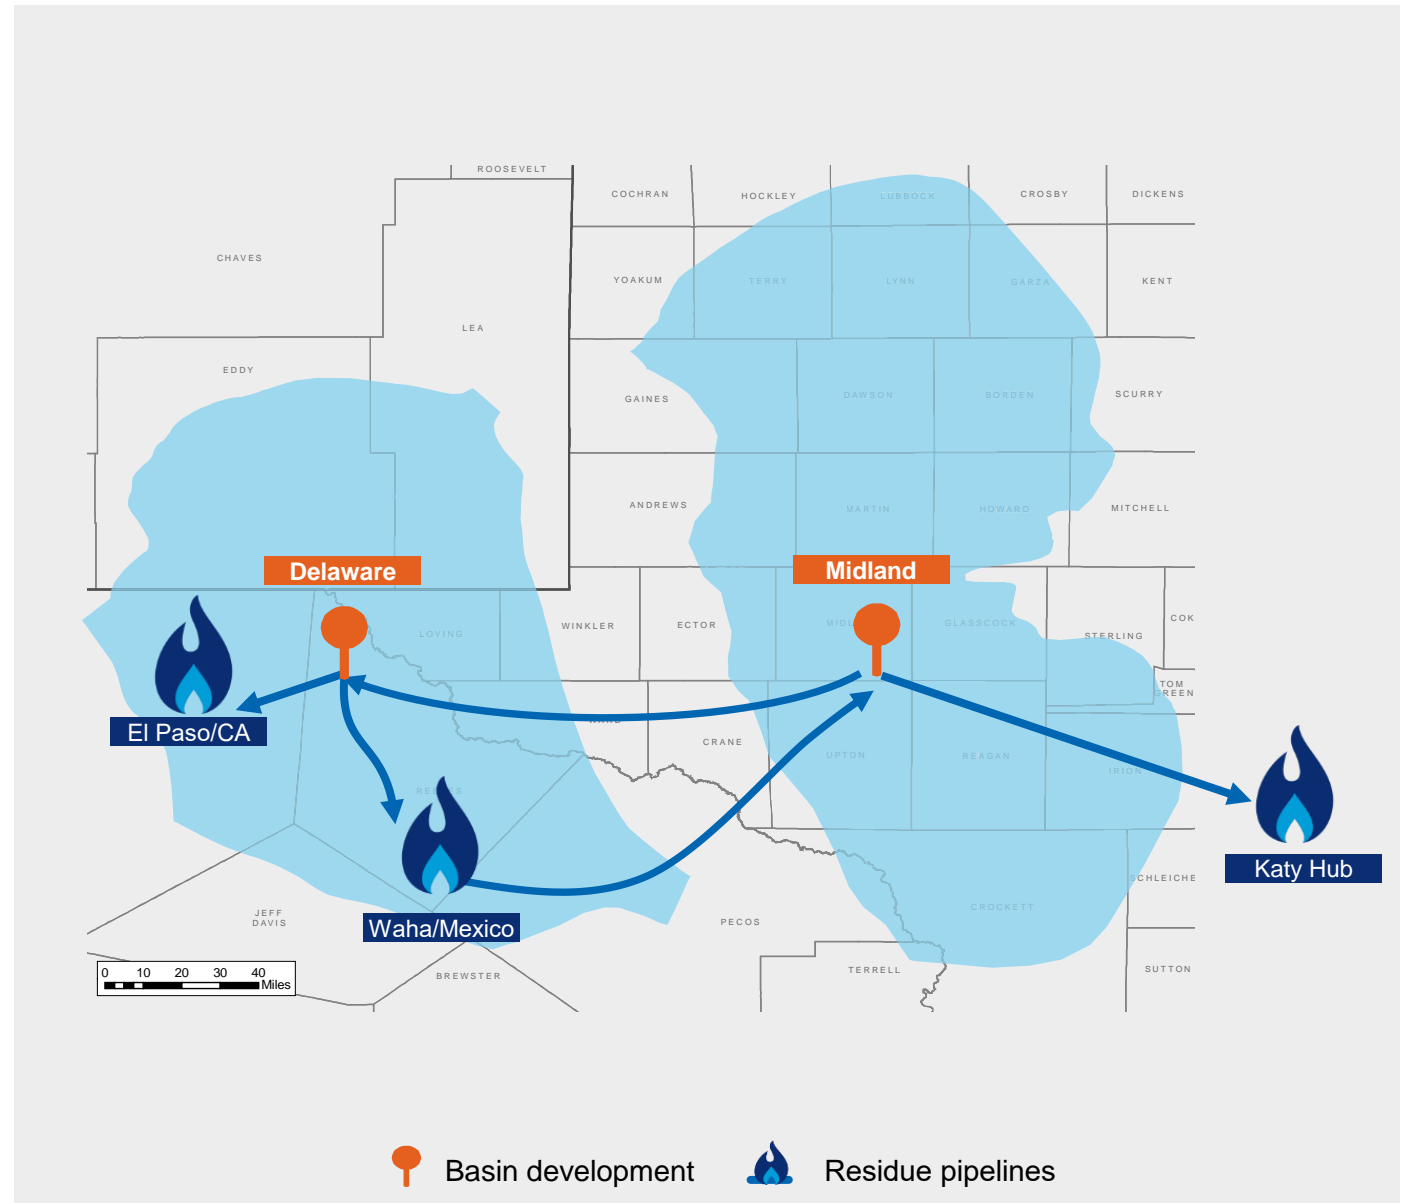 ROOSEVELT
COCHRAN
HOCKLEY
LUBBOCK
CROSBY
DICKENS
CHAVES
YOAKUM
TERRY
LYNN
GARZA
KENT
LEA
EDDY
GAINES
DAWSON
BORDEN
SCURRY
ANDREWS
MARTIN
HOWARD
MITCHELL
Delaware
Midland
LOVING
WINKLER
ECTOR
GLASSCOCK
STERLING
COK
TOM
GREEN
El Paso/CA
CRANE
UPTON
REAGAN
IRION
Katy Hub
SCHLEICHE
JEFF
DAVIS
Waha/Mexico
PECOS
CROCKETT
BREWSTER
TERRELL
SUTTON
0 10 20 30 40
Miles
Basin development
Residue pipelines